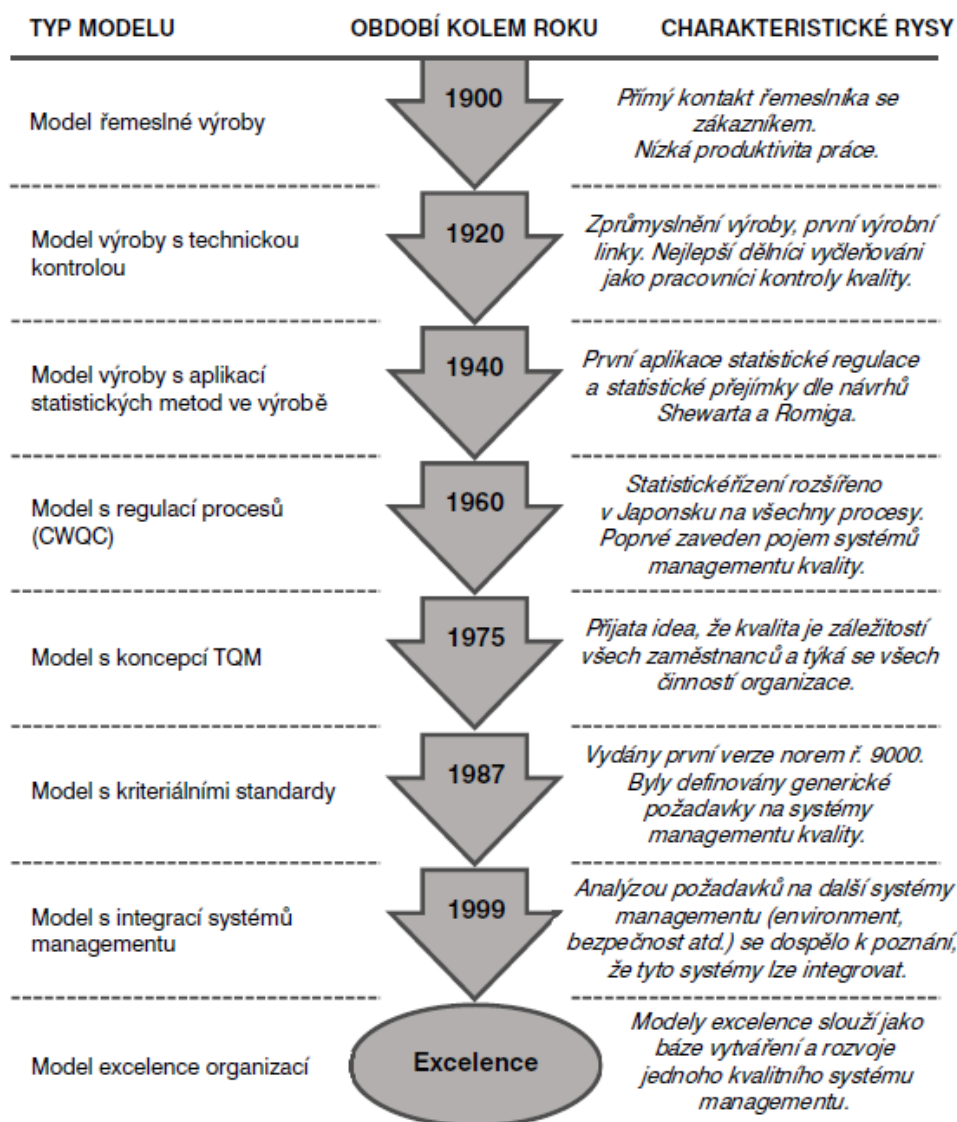 TYP MODELU OBDOBÍ KOLEM ROKU CHARAKTERISTICKÉ RYSY
Model řemeslné výroby
1900
Přímý kontakt řemeslníka se
zákazníkem.
Nízká produktivita práce.
Model výroby s technickou
kontrolou
1920
Zprůmyslnění výroby, první výrobní
linky. Nejlepší dělníci vyčleňováni
jako pracovníci kontroly kvality.
Model výroby s aplikací
statistických metod ve výrobě
1940
První aplikace statistické regulace
a statistické přejímky dle návrhů
Shewarta a Romiga.
Model s regulací procesů
(CWQC)
1960
Statistickéřízení rozšířeno
v Japonsku na všechny procesy.
Poprvé zaveden pojem systémů
managementu kvality.
Model s koncepcí TQM
1975
Přijata idea, že kvalita je záležitostí
všech zaměstnanců a týká se všech
činností organizace.
Model s kriteriálními standardy
1987
Vydány první verze norem ř. 9000.
Byly definovány generické
požadavky na systémy
managementu kvality.
Model s integrací systémů
managementu
1999
Analýzou požadavků na další systémy
management (environment,
bezpečnost atd.) se dospělo k poznání,
že tyto systémy lze integrovat.
Model excelence organizací
Excelence
Modely excelence slouží jako
báze vytváření a rozvoje
jednoho kvalitního systému
managementu.